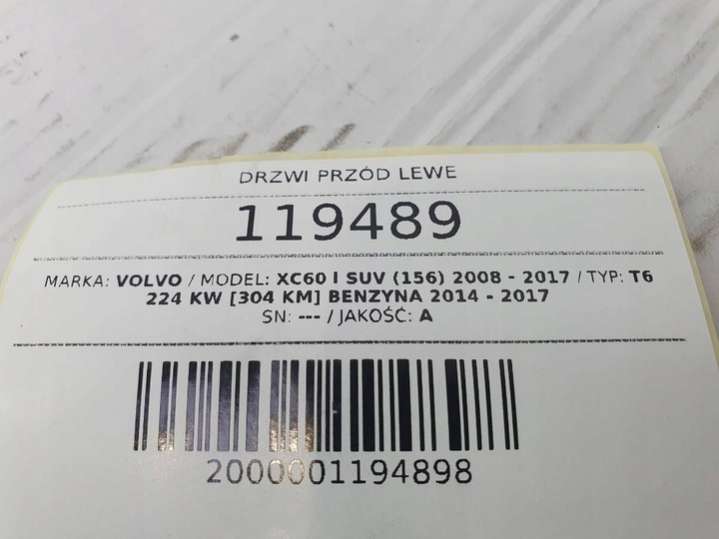 DRZWI PRZÓD LEWE
119489
MARKA: VOLVO / MODEL: XC60 I SUV (156) 2008 - 2017 / TYP: T6
224 KW [304 KM] BENZYNA 2014 - 2017
SN: --- / JAKOŚĆ: A
2000001194898